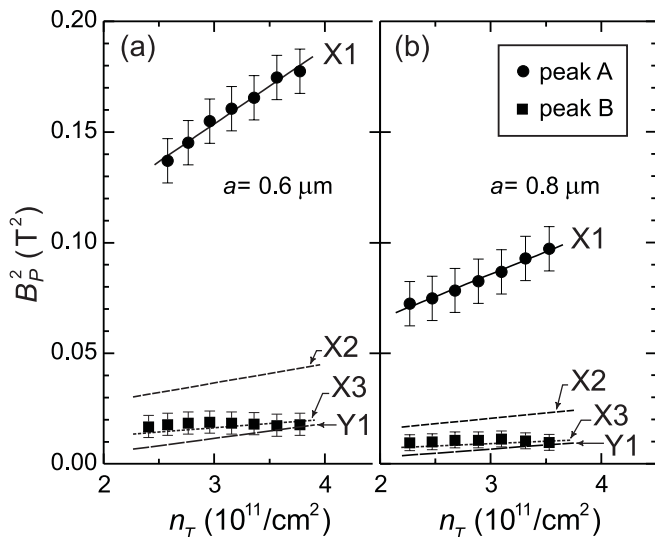 0.20
(a)
X1
(b)
peak A
peak B
0.15
a= 0.6 μm
a= 0.8 μm
B_P^2 (T^2)
0.10
X1
0.05
X2
X2
X3
X3
Y1
Y1
0.00
2 3 4
2 3 4
n_T (10^11/cm^2)
n_T (10^11/cm^2)